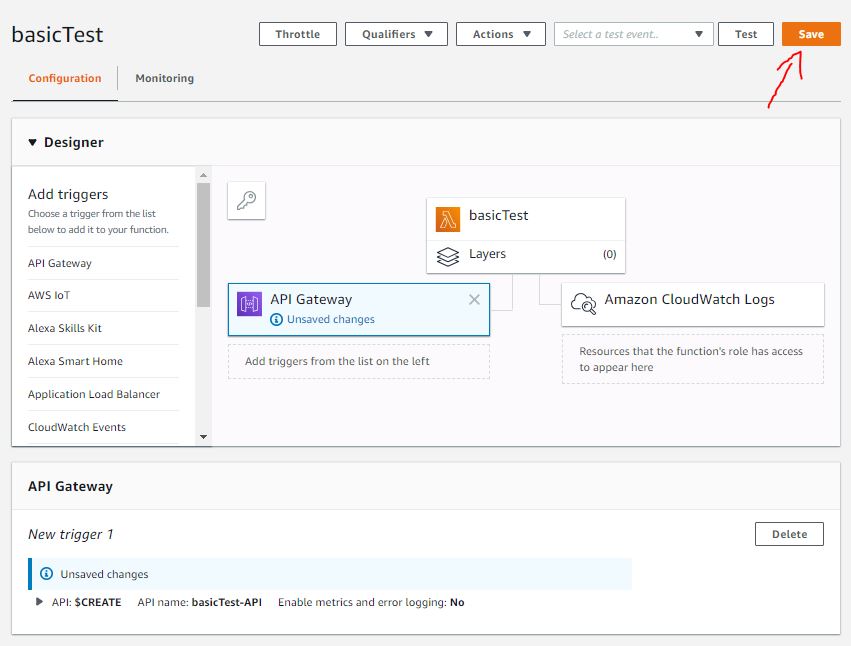 basicTest
Throttle
Qualifiers
Actions
Select a test event..
Test
Save
Configuration
Monitoring
Designer
Add triggers
Choose a trigger from the list
below to add it to your function.
API Gateway
AWS IoT
Alexa Skills Kit
Alexa Smart Home
Application Load Balancer
CloudWatch Events
basicTest
Layers
(0)
API Gateway
Unsaved changes
Add triggers from the list on the left
Amazon CloudWatch Logs
Resources that the function's role has access
to appear here
API Gateway
New trigger 1
Delete
Unsaved changes
API: $CREATE API name: basicTest-API Enable metrics and error logging: No